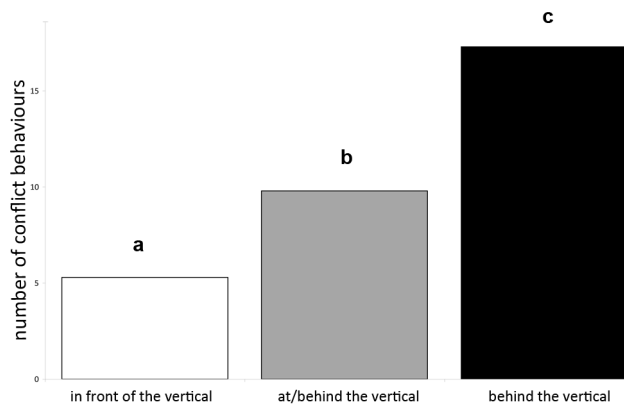 number of conflict behaviours
15
10
5
0
a
b
c
in front of the vertical
at/behind the vertical
behind the vertical